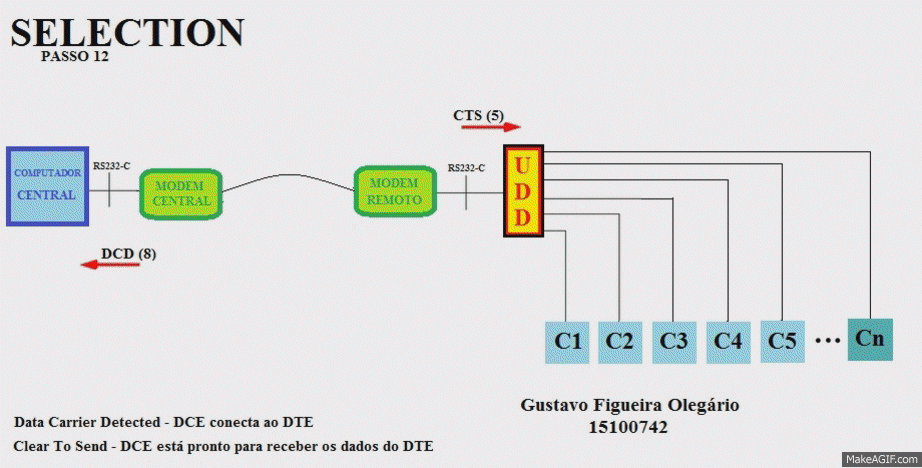 SELECTION
PASSO 12
CTS (5)
COMPUTADOR
CENTRAL
RS232-C
MODEM
CENTRAL
MODEM
REMOTO
RS232-C
U
D
D
DCD (8)
C1 C2 C3 C4 C5 ... Cn
Gustavo Figueira Olegário
15100742
Data Carrier Detected - DCE conecta ao DTE
Clear To Send - DCE está pronto para receber os dados do DTE
MakeAGIF.com